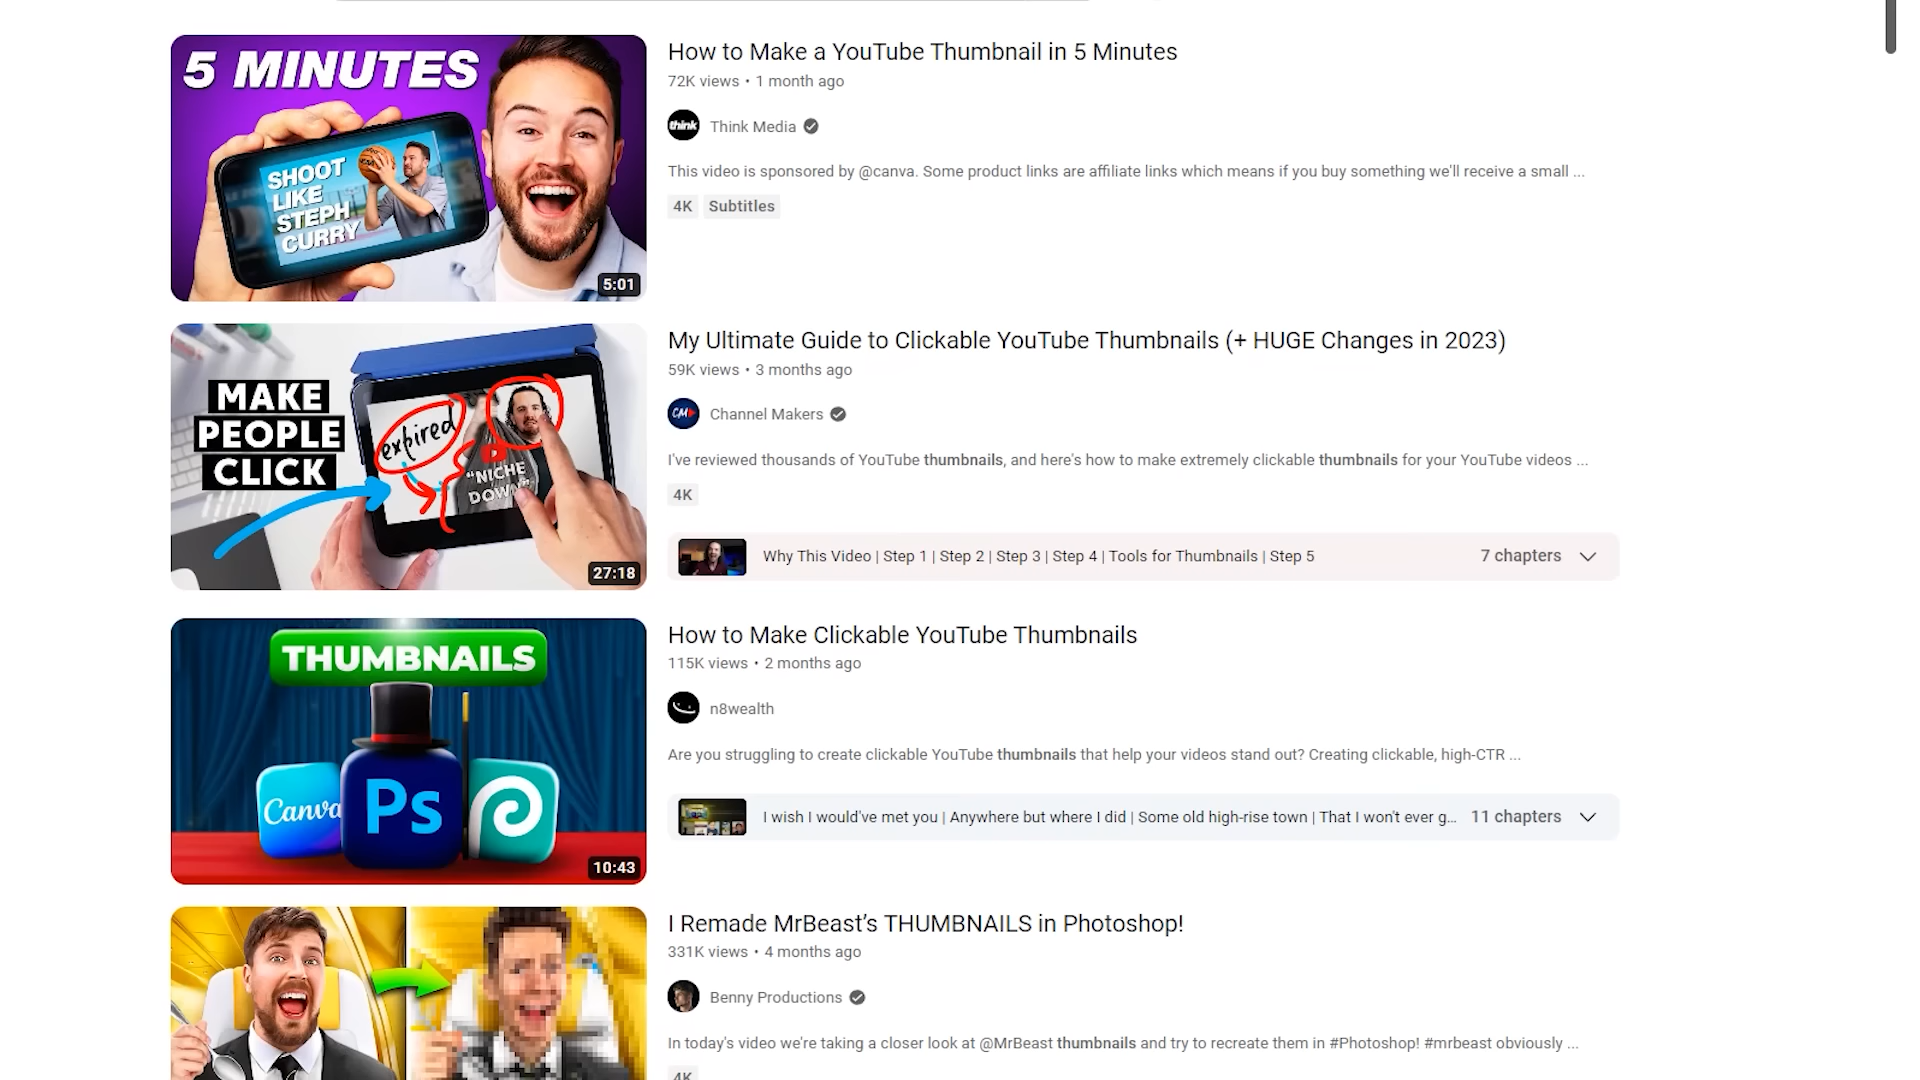 5 MINUTES
SHOOT
LIKE
STEPH
CURRY
5:01
How to Make a YouTube Thumbnail in 5 Minutes
72K views • 1 month ago
think
Think Media
This video is sponsored by @canva. Some product links are affiliate links which means if you buy something we'll receive a small ...
4K Subtitles
MAKE
PEOPLE
CLICK
expired
"NICHE
DOWN"
27:18
My Ultimate Guide to Clickable YouTube Thumbnails (+ HUGE Changes in 2023)
59K views • 3 months ago
CM
Channel Makers
I've reviewed thousands of YouTube thumbnails, and here's how to make extremely clickable thumbnails for your YouTube videos ...
4K
Why This Video | Step 1 | Step 2 | Step 3 | Step 4 | Tools for Thumbnails | Step 5
7 chapters
THUMBNAILS
Canva
Ps
10:43
How to Make Clickable YouTube Thumbnails
115K views • 2 months ago
n8wealth
Are you struggling to create clickable YouTube thumbnails that help your videos stand out? Creating clickable, high-CTR ...
I wish I would've met you | Anywhere but where I did | Some old high-rise town | That I won't ever g...
11 chapters
I Remade MrBeast's THUMBNAILS in Photoshop!
331K views • 4 months ago
Benny Productions
In today's video we're taking a closer look at @MrBeast thumbnails and try to recreate them in #Photoshop! #mrbeast obviously ...
4K